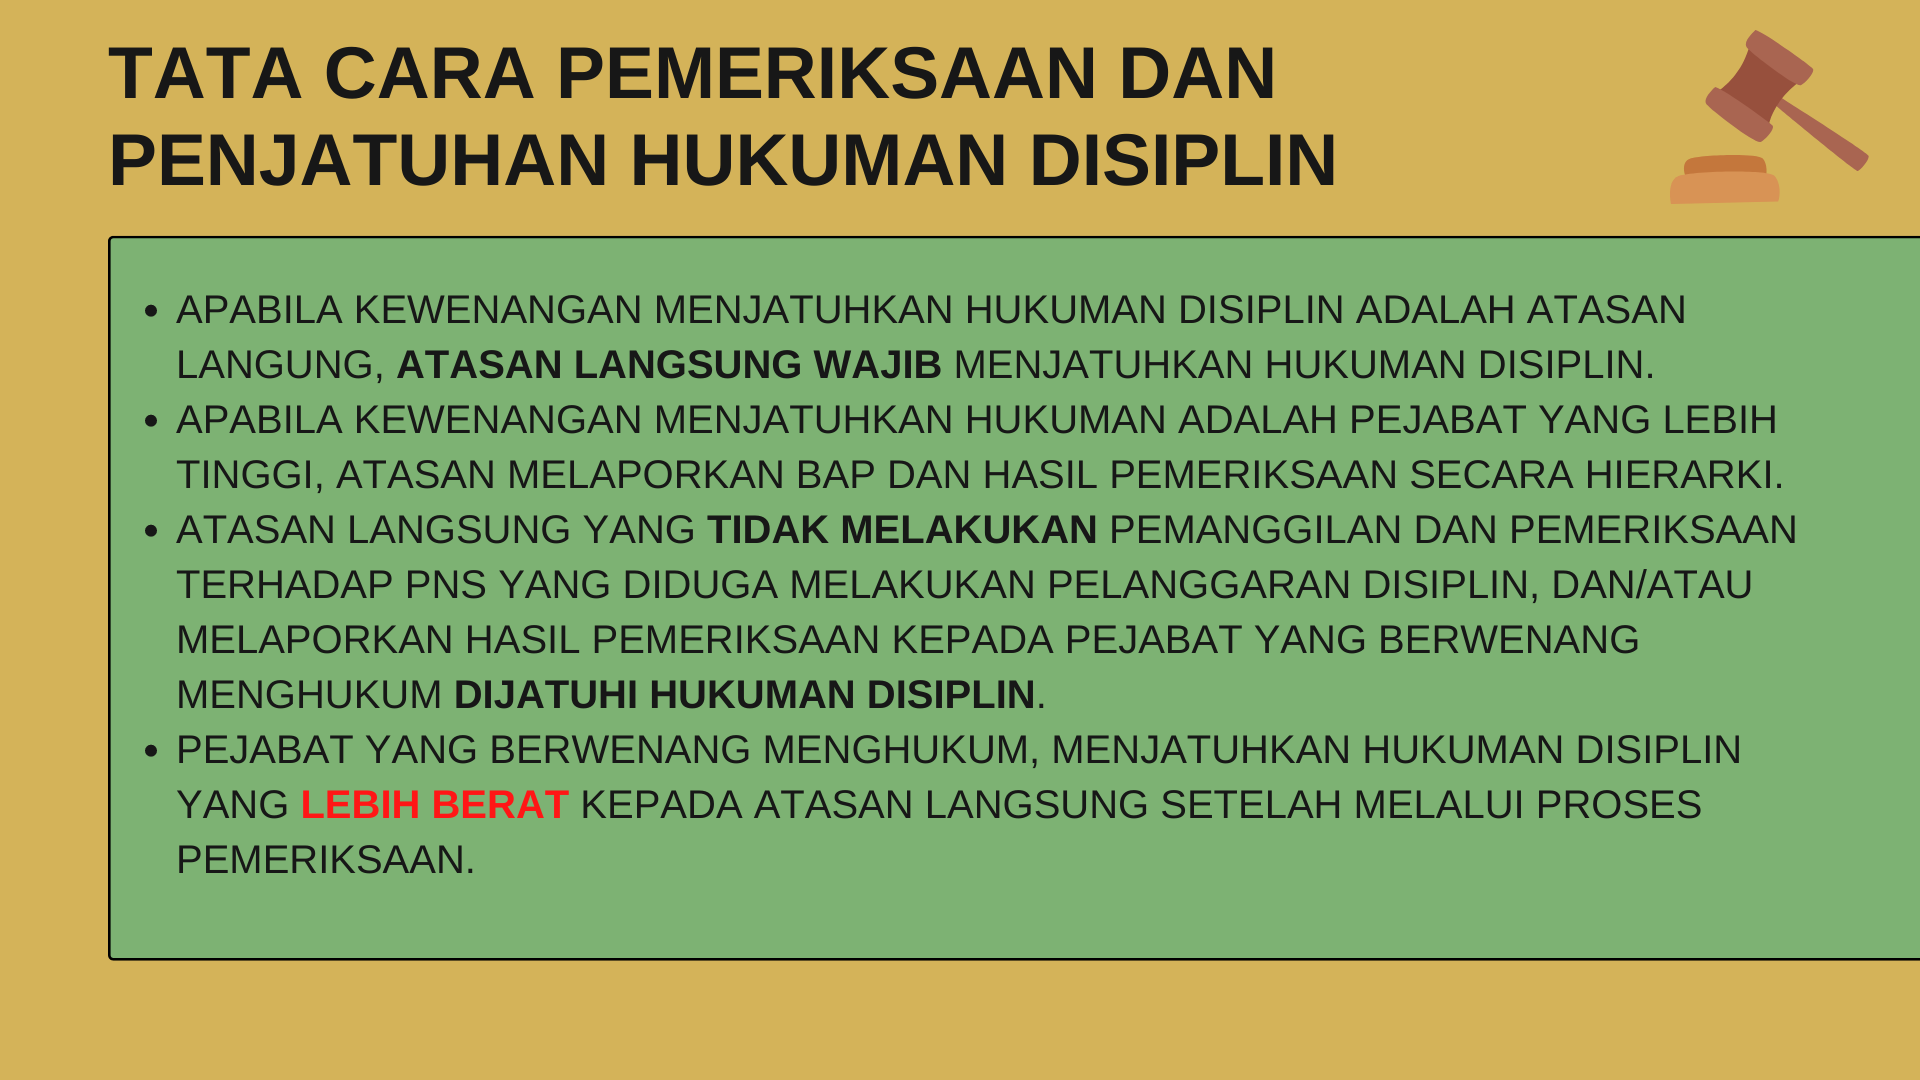 TATA CARA PEMERIKSAAN DAN
PENJATUHAN HUKUMAN DISIPLIN
• APABILA KEWENANGAN MENJATUHKAN HUKUMAN DISIPLIN ADALAH ATASAN
LANGUNG, ATASAN LANGSUNG WAJIB MENJATUHKAN HUKUMAN DISIPLIN.
• APABILA KEWENANGAN MENJATUHKAN HUKUMAN ADALAH PEJABAT YANG LEBIH
TINGGI, ATASAN MELAPORKAN BAP DAN HASIL PEMERIKSAAN SECARA HIERARKI.
• ATASAN LANGSUNG YANG TIDAK MELAKUKAN PEMANGGILAN DAN PEMERIKSAAN
TERHADAP PNS YANG DIDUGA MELAKUKAN PELANGGARAN DISIPLIN, DAN/ATAU
MELAPORKAN HASIL PEMERIKSAAN KEPADA PEJABAT YANG BERWENANG
MENGHUKUM DIJATUHI HUKUMAN DISIPLIN.
• PEJABAT YANG BERWENANG MENGHUKUM, MENJATUHKAN HUKUMAN DISIPLIN
YANG LEBIH BERAT KEPADA ATASAN LANGSUNG SETELAH MELALUI PROSES
PEMERIKSAAN.